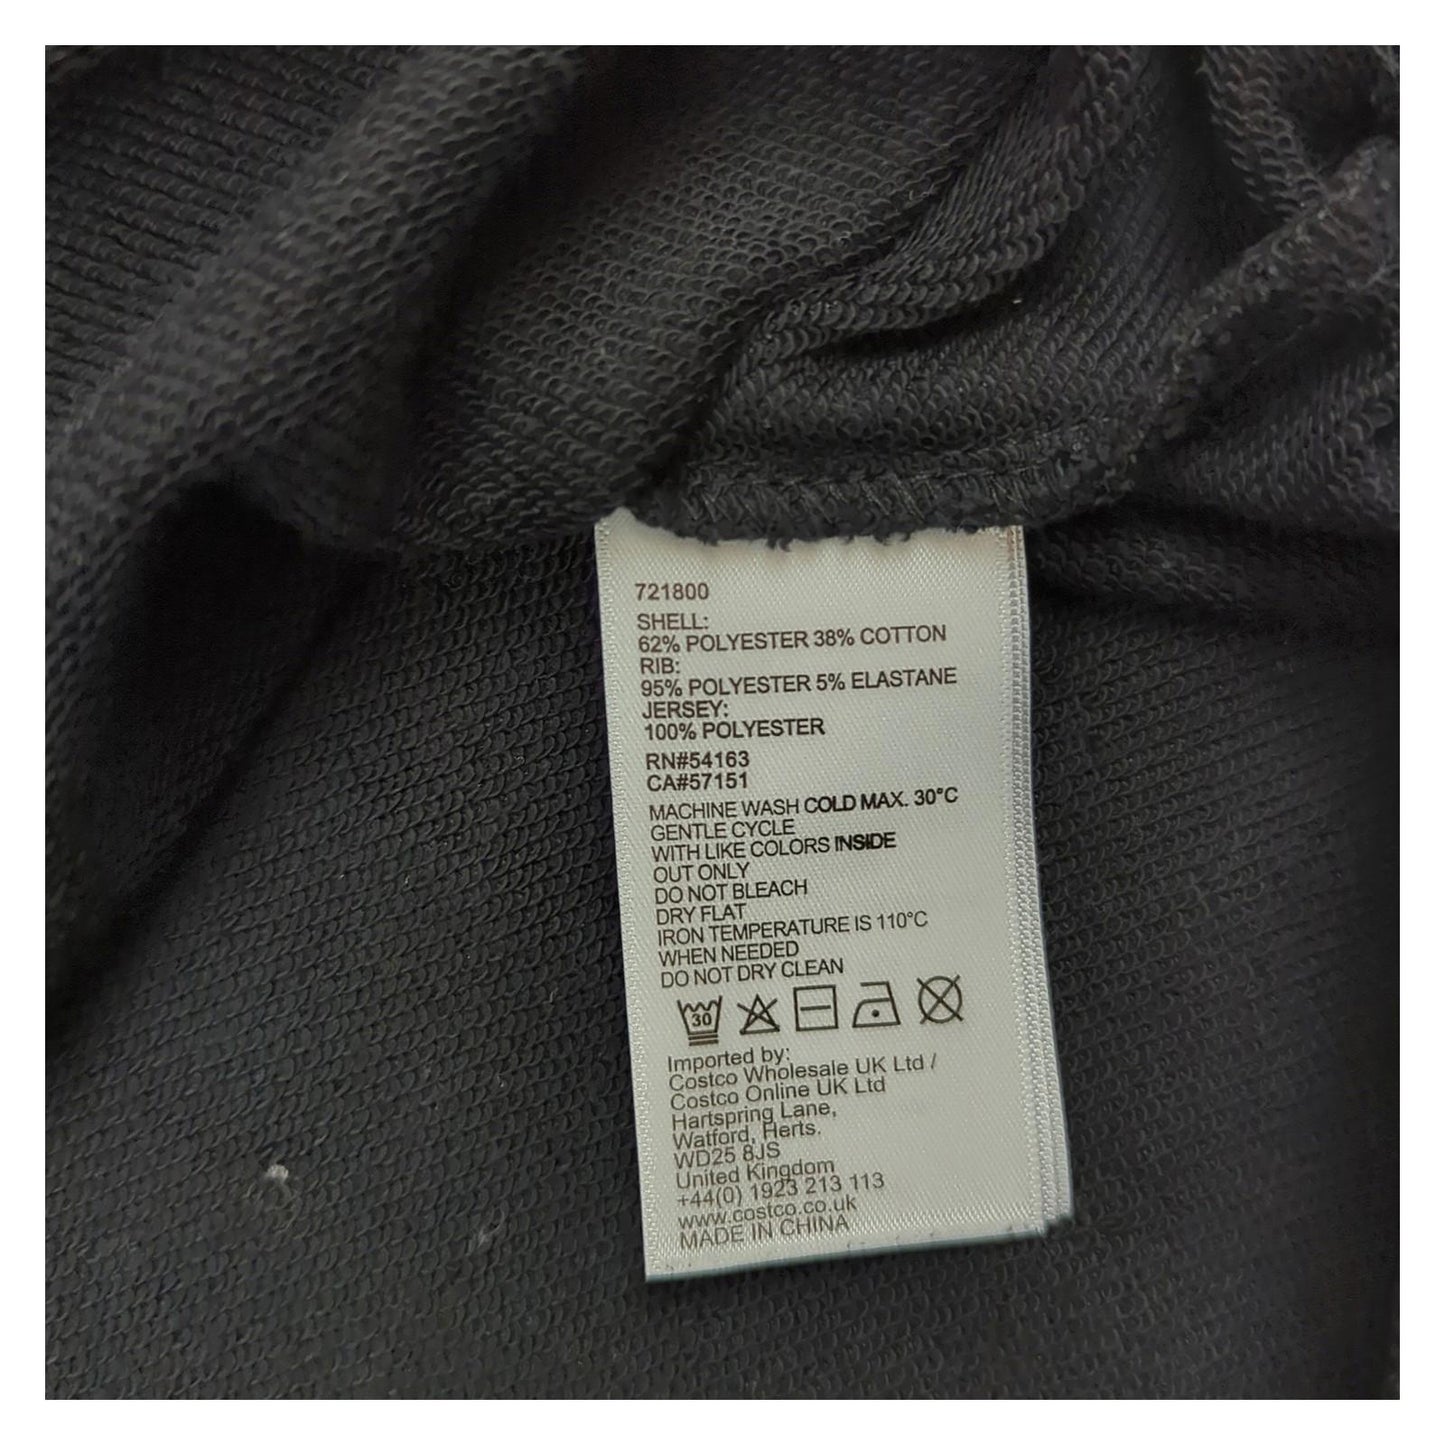 721800
SHELL:
62% POLYESTER 38% COTTON
RIB:
95% POLYESTER 5% ELASTANE
JERSEY:
100% POLYESTER
RN#54163
CA#57151
MACHINE WASH COLD MAX. 30°C
GENTLE CYCLE
WITH LIKE COLORS INSIDE
OUT ONLY
DO NOT BLEACH
DRY FLAT
IRON TEMPERATURE IS 110°C
WHEN NEEDED
DO NOT DRY CLEAN
30
Imported by:
Costco Wholesale UK Ltd /
Costco Online UK Ltd
Hartspring Lane,
Watford, Herts.
WD25 8JS
United Kingdom
+44(0) 1923 213 113
www.costco.co.uk
MADE IN CHINA